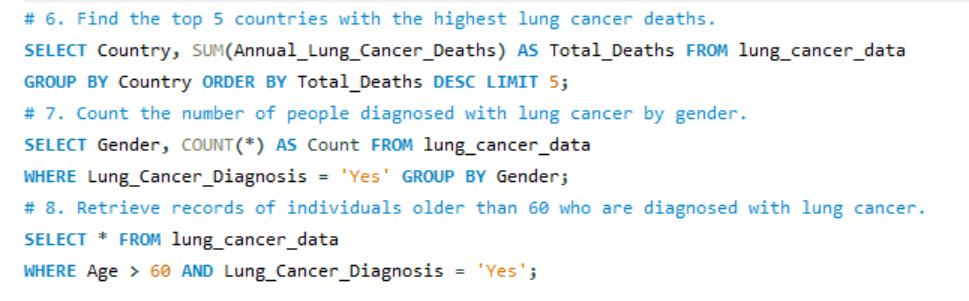 # 6. Find the top 5 countries with the highest lung cancer deaths.
SELECT Country, SUM(Annual_Lung_Cancer_Deaths) AS Total_Deaths FROM lung_cancer_data
GROUP BY Country ORDER BY Total_Deaths DESC LIMIT 5;
# 7. Count the number of people diagnosed with lung cancer by gender.
SELECT Gender, COUNT(*) AS Count FROM lung_cancer_data
WHERE Lung_Cancer_Diagnosis = 'Yes' GROUP BY Gender;
# 8. Retrieve records of individuals older than 60 who are diagnosed with lung cancer.
SELECT * FROM lung_cancer_data
WHERE Age > 60 AND Lung_Cancer_Diagnosis = 'Yes';